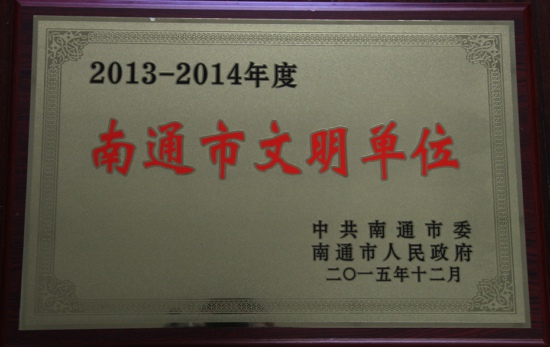 2013-2014年度
南通市文明单位
中共南通市委
南通市人民政府
二〇一五年十二月